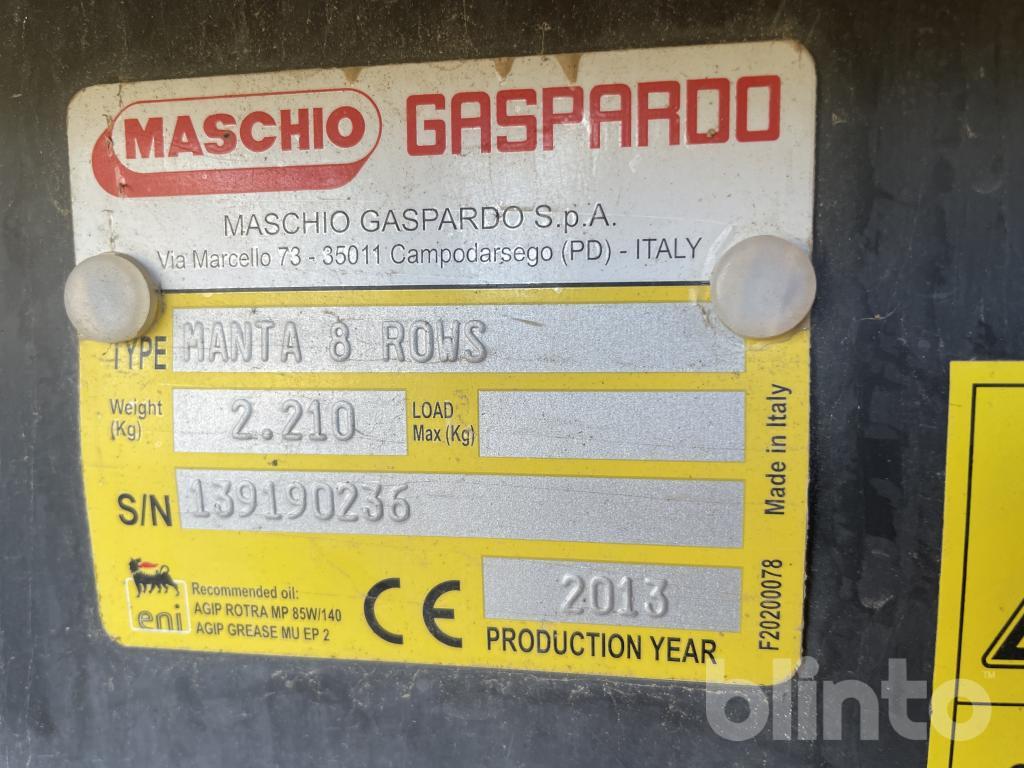 MASCHIO GASPARDO
MASCHIO GASPARDO S.p.A.
Via Marcello 73 - 35011 Campodarsego (PD) - ITALY
TYPE MANTA 8 ROWS
Weight (Kg) 2.210 LOAD Max (Kg)
S/N 139190236
eni
Recommended oil:
AGIP ROTRA MP 85W/140
AGIP GREASE MU EP 2
CE
2013
PRODUCTION YEAR
F20200078 Made in Italy
blinto™